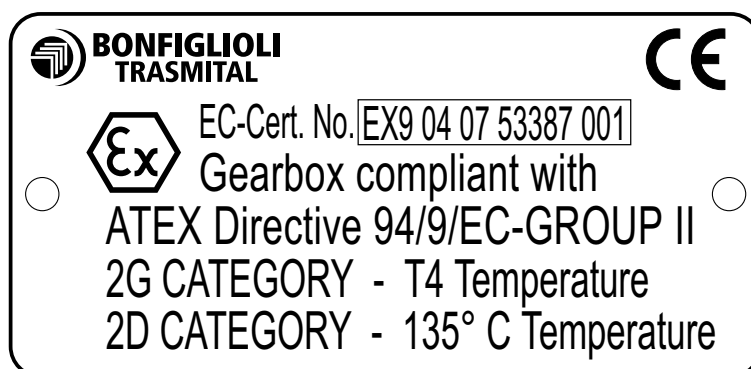 BONFIGLIOLI
TRASMITAL
CE
Ex
EC-Cert. No. EX9 04 07 53387 001
Gearbox compliant with
ATEX Directive 94/9/EC-GROUP II
2G CATEGORY - T4 Temperature
2D CATEGORY - 135° C Temperature